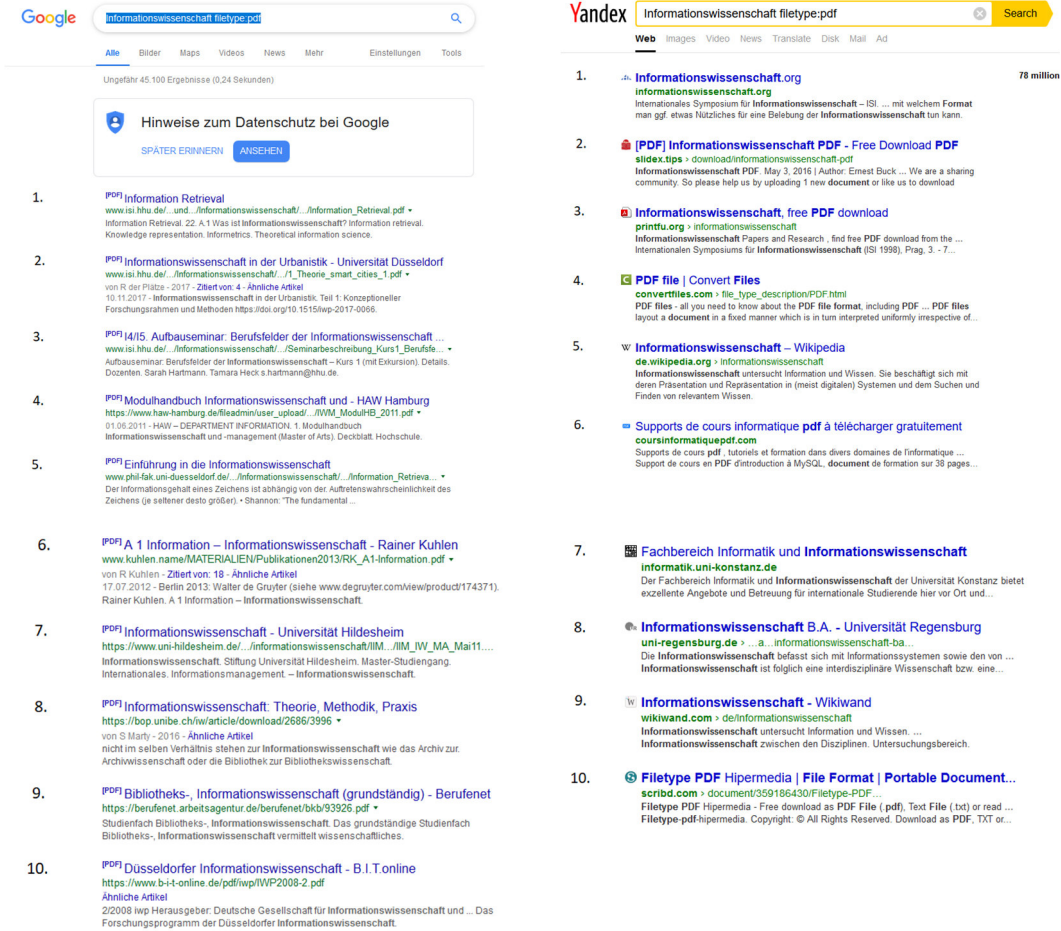 Google
Informationswissenschaft filetype:pdf
Alle Bilder Maps Videos News Mehr Einstellungen Tools
Ungefähr 45.100 Ergebnisse (0,24 Sekunden)
Hinweise zum Datenschutz bei Google
SPÄTER ERINNERN ANSEHEN
1. [PDF] Information Retrieval
www.isi.hhu.de/...und.../Informationswissenschaft/.../Information_Retrieval.pdf
Information Retrieval. 22. A.1 Was ist Informationswissenschaft? Information retrieval.
Knowledge representation. Informetrics. Theoretical information science.
2. [PDF] Informationswissenschaft in der Urbanistik - Universität Düsseldorf
www.isi.hhu.de/.../Informationswissenschaft/.../1_Theorie_smart_cities_1.pdf
von R der Plätze - 2017 - Zitiert von: 4 - Ähnliche Artikel
10.11.2017 - Informationswissenschaft in der Urbanistik. Teil 1: Konzeptioneller
Forschungsrahmen und Methoden https://doi.org/10.1515/iwp-2017-0066.
3. [PDF] I4/I5. Aufbauseminar: Berufsfelder der Informationswissenschaft ...
www.isi.hhu.de/.../Informationswissenschaft/.../Seminarbeschreibung_Kurs1_Berufsfe...
Aufbauseminar: Berufsfelder der Informationswissenschaft – Kurs 1 (mit Exkursion). Details.
Dozenten. Sarah Hartmann. Tamara Heck s.hartmann@hhu.de.
4. [PDF] Modulhandbuch Informationswissenschaft und - HAW Hamburg
https://www.haw-hamburg.de/fileadmin/user_upload/.../IWM_ModulHB_2011.pdf
01.06.2011 - HAW – DEPARTMENT INFORMATION. 1. Modulhandbuch
Informationswissenschaft und -management (Master of Arts). Deckblatt. Hochschule.
5. [PDF] Einführung in die Informationswissenschaft
www.phil-fak.uni-duesseldorf.de/.../Informationswissenschaft/.../Information_Retrieva...
Der Informationsgehalt eines Zeichens ist abhängig von der. Auftretenswahrscheinlichkeit des
Zeichens (je seltener desto größer). • Shannon: "The fundamental ...
6. [PDF] A 1 Information – Informationswissenschaft - Rainer Kuhlen
www.kuhlen.name/MATERIALIEN/Publikationen2013/RK_A1-Information.pdf
von R Kuhlen - Zitiert von: 18 - Ähnliche Artikel
17.07.2012 - Berlin 2013: Walter de Gruyter (siehe www.degruyter.com/view/product/174371).
Rainer Kuhlen. A 1 Information – Informationswissenschaft.
7. [PDF] Informationswissenschaft - Universität Hildesheim
https://www.uni-hildesheim.de/.../informationswissenschaft/IIM.../IIM_IW_MA_Mai11....
Informationswissenschaft. Stiftung Universität Hildesheim. Master-Studiengang.
Internationales. Informationsmanagement. – Informationswissenschaft.
8. [PDF] Informationswissenschaft: Theorie, Methodik, Praxis
https://bop.unibe.ch/iw/article/download/2686/3996
von S Marty - 2016 - Ähnliche Artikel
nicht im selben Verhältnis stehen zur Informationswissenschaft wie das Archiv zur.
Archivwissenschaft oder die Bibliothek zur Bibliothekswissenschaft.
9. [PDF] Bibliotheks-, Informationswissenschaft (grundständig) - Berufenet
https://berufenet.arbeitsagentur.de/berufenet/bkb/93926.pdf
Studienfach Bibliotheks-, Informationswissenschaft. Das grundständige Studienfach
Bibliotheks-, Informationswissenschaft vermittelt wissenschaftliches.
10. [PDF] Düsseldorfer Informationswissenschaft - B.I.T.online
https://www.b-i-t-online.de/pdf/iwp/IWP2008-2.pdf
Ähnliche Artikel
2/2008 iwp Herausgeber: Deutsche Gesellschaft für Informationswissenschaft und ... Das
Forschungsprogramm der Düsseldorfer Informationswissenschaft.
Yandex
Informationswissenschaft filetype:pdf Search
Web Images Video News Translate Disk Mail Ad
1. Informationswissenschaft.org 78 million
informationswissenschaft.org
Internationales Symposium für Informationswissenschaft – ISI. ... mit welchem Format
man ggf. etwas Nützliches für eine Belebung der Informationswissenschaft tun kann.
2. [PDF] Informationswissenschaft PDF - Free Download PDF
slidex.tips › download/informationswissenschaft-pdf
Informationswissenschaft PDF. May 3, 2016 | Author: Ernest Buck ... We are a sharing
community. So please help us by uploading 1 new document or like us to download
3. Informationswissenschaft, free PDF download
printfu.org › informationswissenschaft
Informationswissenschaft Papers and Research , find free PDF download from the ...
Internationalen Symposiums für Informationswissenschaft (ISI 1998), Prag, 3. - 7...
4. PDF file | Convert Files
convertfiles.com › file_type_description/PDF.html
PDF files - all you need to know about the PDF file format, including PDF ... PDF files
layout a document in a fixed manner which is in turn interpreted uniformly irrespective of...
5. Informationswissenschaft – Wikipedia
de.wikipedia.org › Informationswissenschaft
Informationswissenschaft untersucht Information und Wissen. Sie beschäftigt sich mit
deren Präsentation und Repräsentation in (meist digitalen) Systemen und dem Suchen und
Finden von relevantem Wissen.
6. Supports de cours informatique pdf à télécharger gratuitement
coursinformatiquepdf.com
Supports de cours pdf , tutoriels et formation dans divers domaines de l'informatique ...
Support de cours en PDF d'introduction à MySQL, document de formation sur 38 pages...
7. Fachbereich Informatik und Informationswissenschaft
informatik.uni-konstanz.de
Der Fachbereich Informatik und Informationswissenschaft der Universität Konstanz bietet
exzellente Angebote und Betreuung für internationale Studierende hier vor Ort und...
8. Informationswissenschaft B.A. - Universität Regensburg
uni-regensburg.de › ...a...informationswissenschaft-ba...
Die Informationswissenschaft befasst sich mit Informationssystemen sowie den von ...
Informationswissenschaft ist folglich eine interdisziplinäre Wissenschaft bzw. eine...
9. Informationswissenschaft - Wikiwand
wikiwand.com › de/Informationswissenschaft
Informationswissenschaft untersucht Information und Wissen. ...
Informationswissenschaft zwischen den Disziplinen. Untersuchungsbereich.
10. Filetype PDF Hipermedia | File Format | Portable Document...
scribd.com › document/359186430/Filetype-PDF...
Filetype PDF Hipermedia - Free download as PDF File (.pdf), Text File (.txt) or read ...
Filetype-pdf-hipermedia. Copyright: © All Rights Reserved. Download as PDF, TXT or...